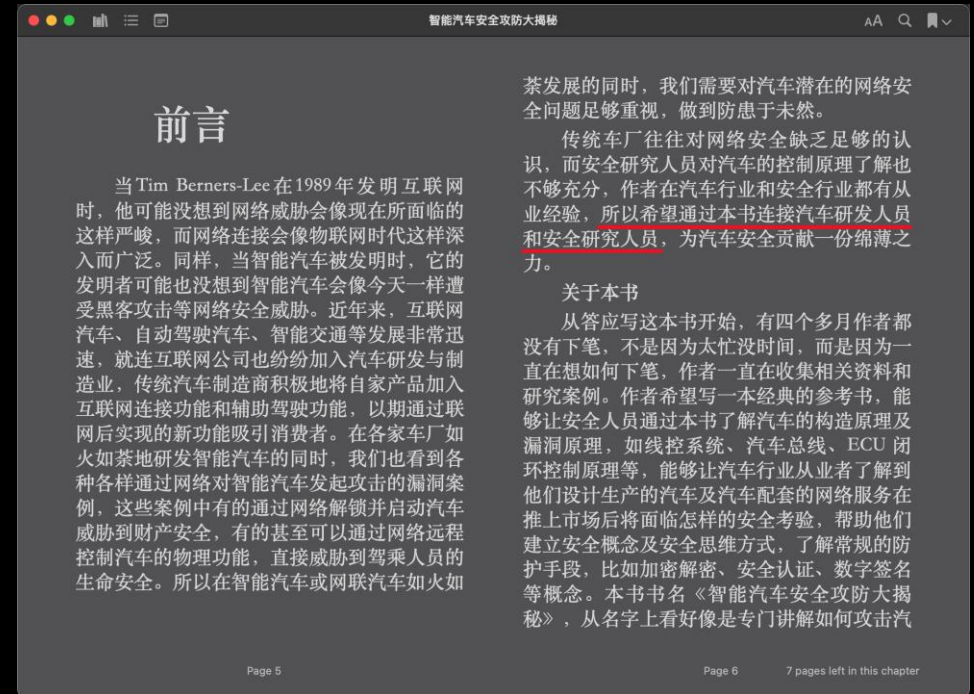 智能汽车安全攻防大揭秘
AA
前言
当Tim Berners-Lee在1989年发明互联网
时，他可能没想到网络威胁会像现在所面临的
这样严峻，而网络连接会像物联网时代这样深
入而广泛。同样，当智能汽车被发明时，它的
发明者可能也没想到智能汽车会像今天一样遭
受黑客攻击等网络安全威胁。近年来，互联网
汽车、自动驾驶汽车、智能交通等发展非常迅
速，就连互联网公司也纷纷加入汽车研发与制
造业，传统汽车制造商积极地将自家产品加入
互联网连接功能和辅助驾驶功能，以期通过联
网后实现的新功能吸引消费者。在各家车厂如
火如荼地研发智能汽车的同时，我们也看到各
种各样通过网络对智能汽车发起攻击的漏洞案
例，这些案例中有的通过网络解锁并启动汽车
威胁到财产安全，有的甚至可以通过网络远程
控制汽车的物理功能，直接威胁到驾乘人员的
生命安全。所以在智能汽车或网联汽车如火如
Page 5
荼发展的同时，我们需要对汽车潜在的网络安
全问题足够重视，做到防患于未然。
传统车厂往往对网络安全缺乏足够的认
识，而安全研究人员对汽车的控制原理了解也
不够充分，作者在汽车行业和安全行业都有从
业经验，所以希望通过本书连接汽车研发人员
和安全研究人员，为汽车安全贡献一份绵薄之
力。
关于本书
从答应写这本书开始，有四个多月作者都
没有下笔，不是因为太忙没时间，而是因为一
直在想如何下笔，作者一直在收集相关资料和
研究案例。作者希望写一本经典的参考书，能
够让安全人员通过本书了解汽车的构造原理及
漏洞原理，如线控系统、汽车总线、ECU 闭
环控制原理等，能够让汽车行业从业者了解到
他们设计生产的汽车及汽车配套的网络服务在
推上市场后将面临怎样的安全考验，帮助他们
建立安全概念及安全思维方式，了解常规的防
护手段，比如加密解密、安全认证、数字签名
等概念。本书书名《智能汽车安全攻防大揭
秘》，从名字上看好像是专门讲解如何攻击汽
Page 6
7 pages left in this chapter